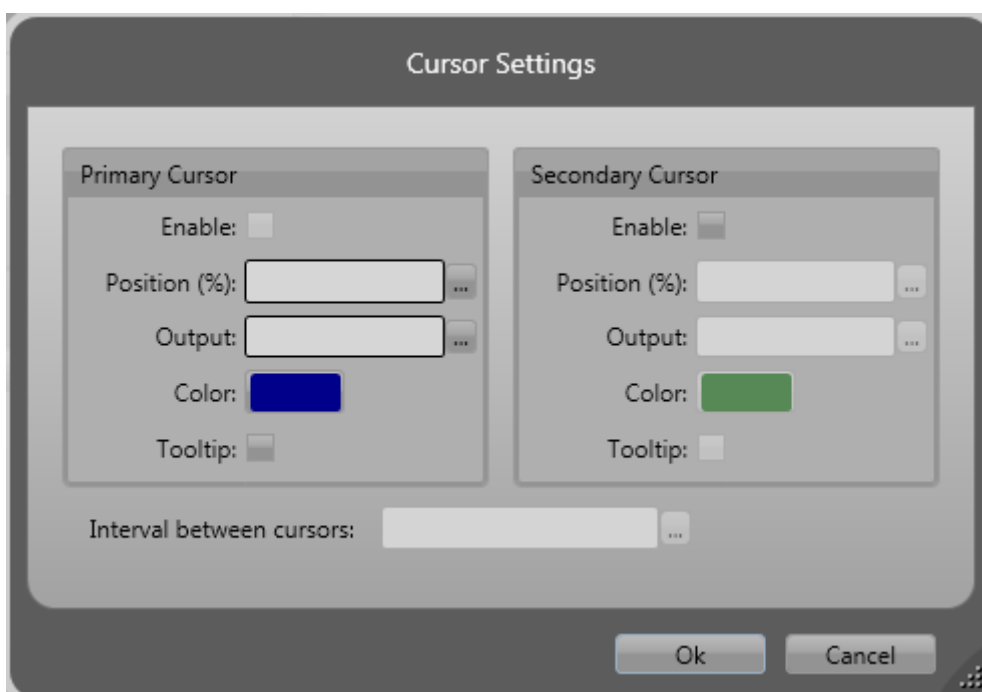 Cursor Settings
Primary Cursor
Enable:
Position (%):
...
Output:
...
Color:
Tooltip:
Secondary Cursor
Enable:
Position (%):
...
Output:
...
Color:
Tooltip:
Interval between cursors:
...
Ok
Cancel